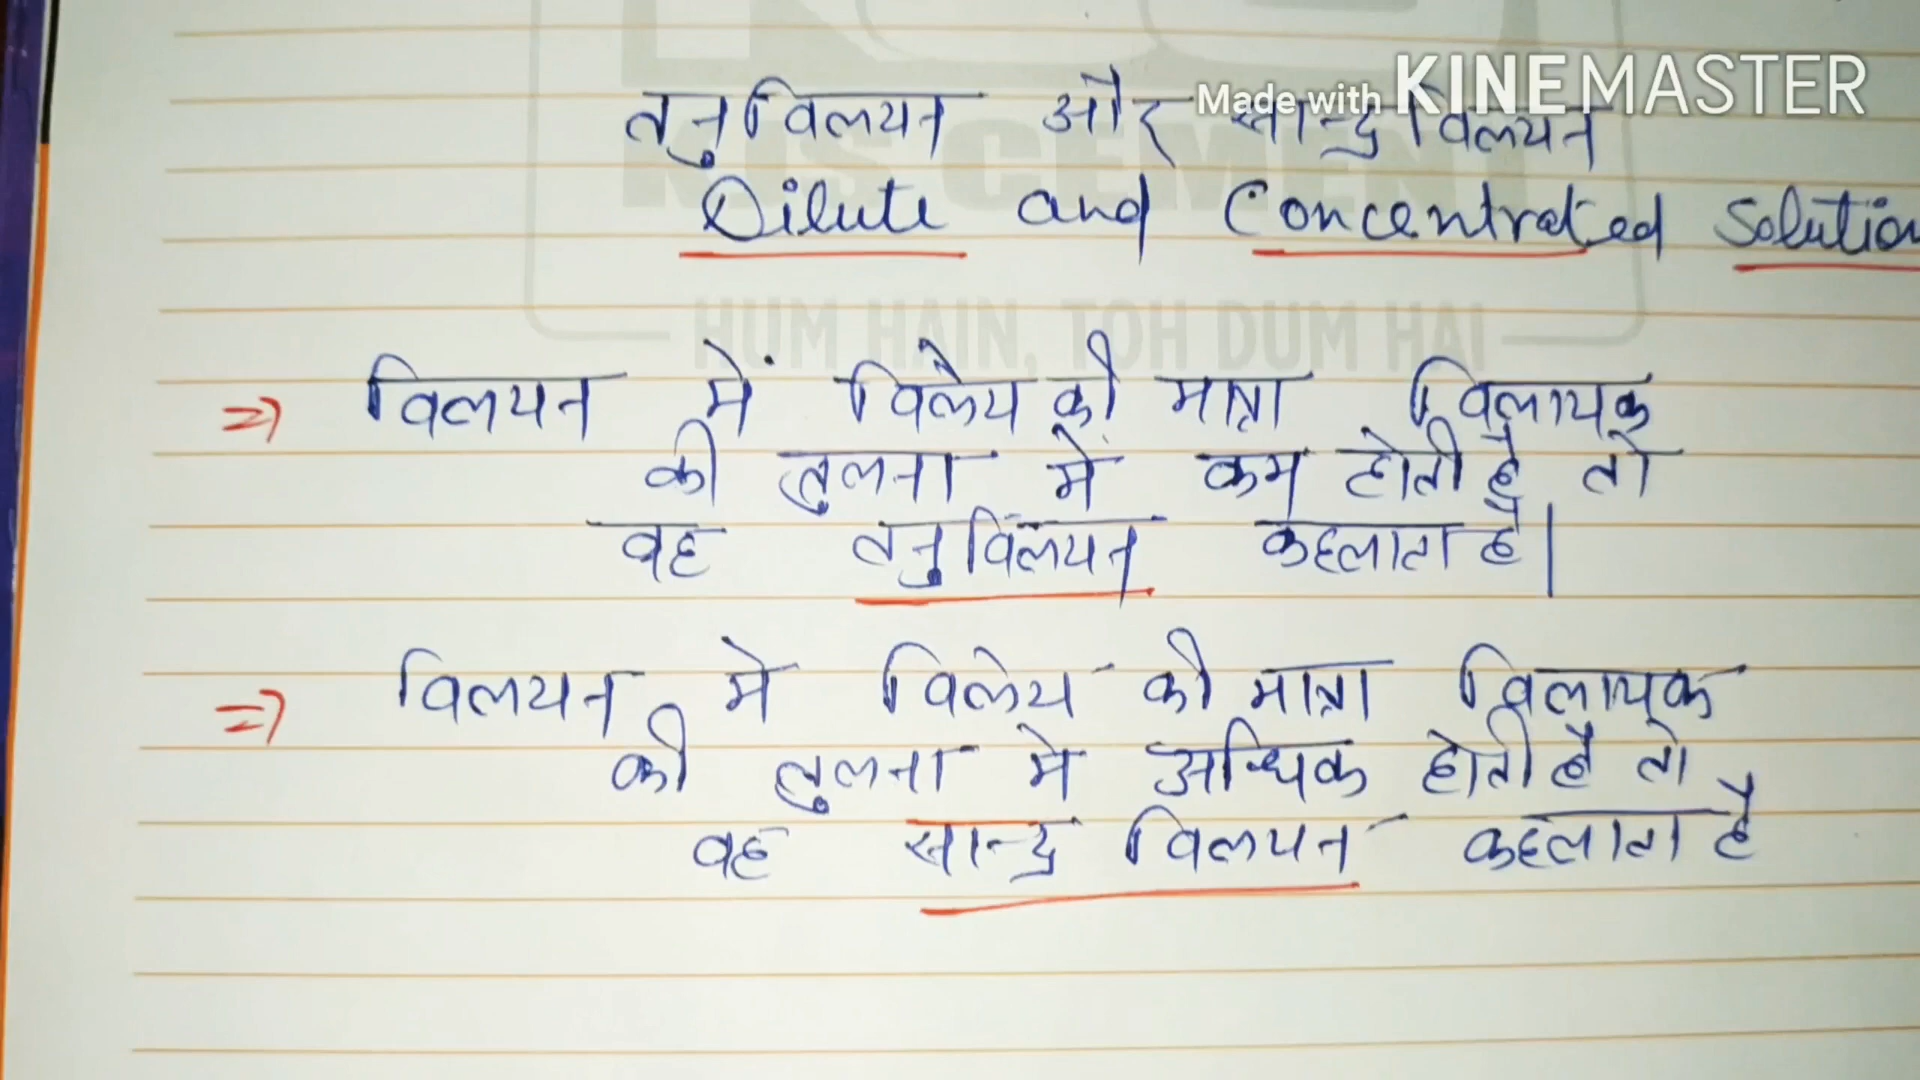 Made with KINEMASTER
तनु विलयन और सान्द्र विलयन
Dilute and Concentrated Solution
HUM HAIN, TOH DUM HAI
⇒ विलयन में विलेय की मात्रा विलायक
की तुलना में कम होती है तो
वह तनु विलयन कहलाता है।
⇒ विलयन मे विलेय की मात्रा विलायक
की तुलना मे अधिक होती है तो
वह सान्द्र विलयन कहलाता है